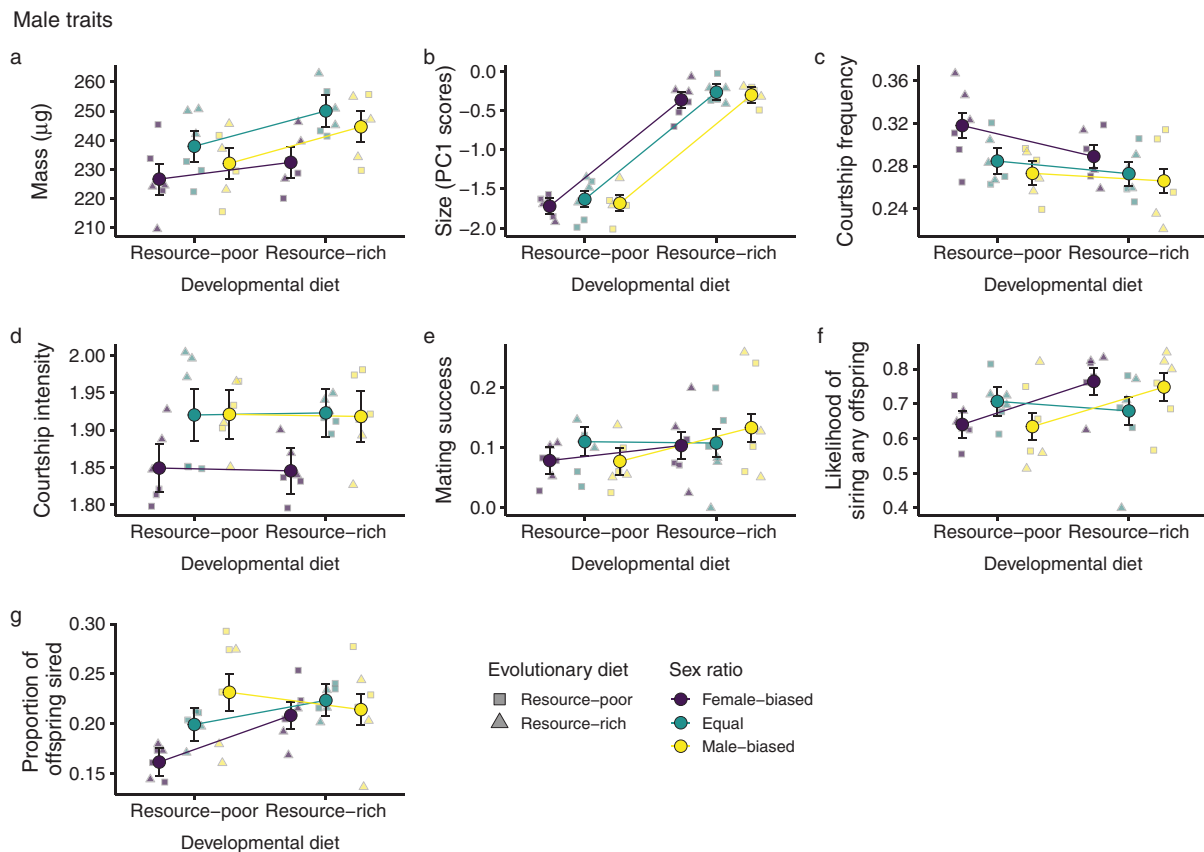 Male traits
a
Mass (µg)
260
250
240
230
220
210
Resource−poor Resource−rich
Developmental diet
b
Size (PC1 scores)
0.0
−0.5
−1.0
−1.5
−2.0
Resource−poor Resource−rich
Developmental diet
c
Courtship frequency
0.36
0.32
0.28
0.24
Resource−poor Resource−rich
Developmental diet
d
Courtship intensity
2.00
1.95
1.90
1.85
1.80
Resource−poor Resource−rich
Developmental diet
e
Mating success
0.2
0.1
0.0
Resource−poor Resource−rich
Developmental diet
f
Likelihood of
siring any offspring
0.8
0.7
0.6
0.5
0.4
Resource−poor Resource−rich
Developmental diet
g
Proportion of
offspring sired
0.30
0.25
0.20
0.15
Resource−poor Resource−rich
Developmental diet
Evolutionary diet
Resource−poor
Resource−rich
Sex ratio
Female−biased
Equal
Male−biased